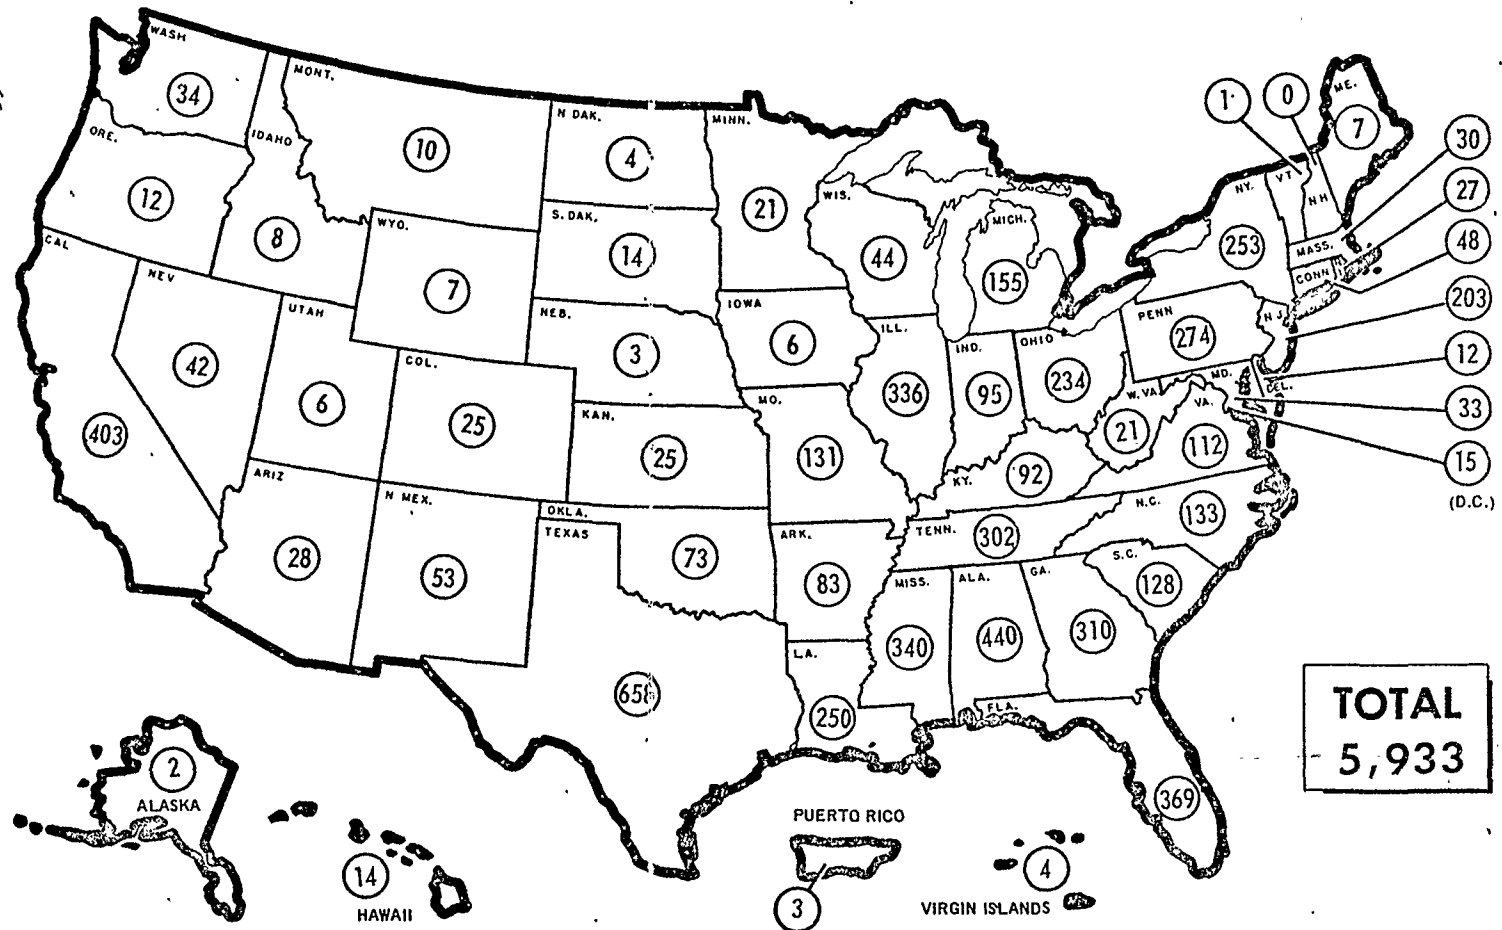 WASH
34
MONT.
10
ORE.
12
IDAHO
8
N DAK.
4
MINN.
21
S. DAK.
14
WYO.
7
WIS.
44
MICH.
155
CAL
403
NEV
42
UTAH
6
COL.
25
NEB.
3
IOWA
6
KAN.
25
MO.
131
ILL.
336
IND.
95
OHIO
234
PENN
274
NY.
253
VT
1
NH
0
ME.
7
MASS.
30
27
CONN
48
N J.
203
DEL.
12
MD.
33
15
(D.C.)
W. VA.
21
VA.
112
KY.
92
TENN.
302
N.C.
133
S.C.
128
GA.
310
ALA.
440
MISS.
340
ARK.
83
LA.
250
FLA.
369
OKLA.
73
TEXAS
658
N MEX.
53
ARIZ
28
2
ALASKA
14
HAWAII
PUERTO RICO
3
4
VIRGIN ISLANDS
TOTAL
5,933